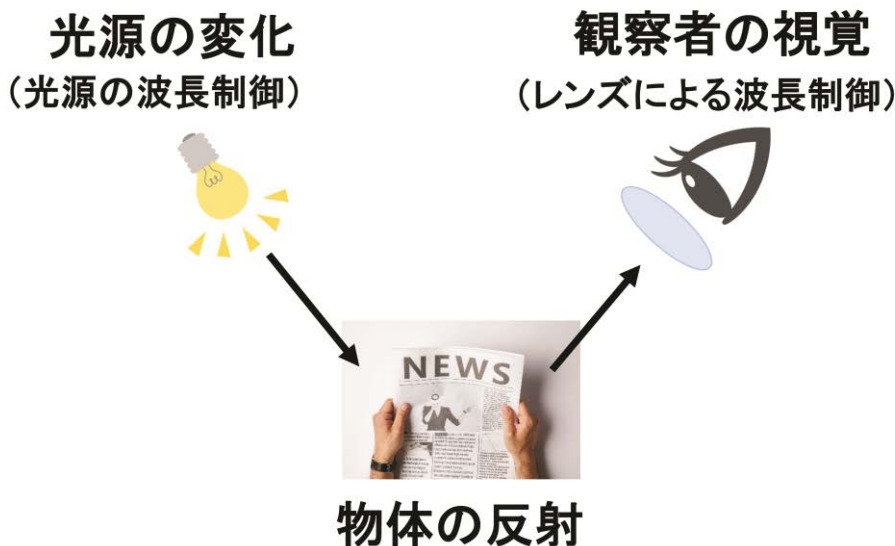 光源の変化
(光源の波長制御)
観察者の視覚
(レンズによる波長制御)
NEWS
物体の反射